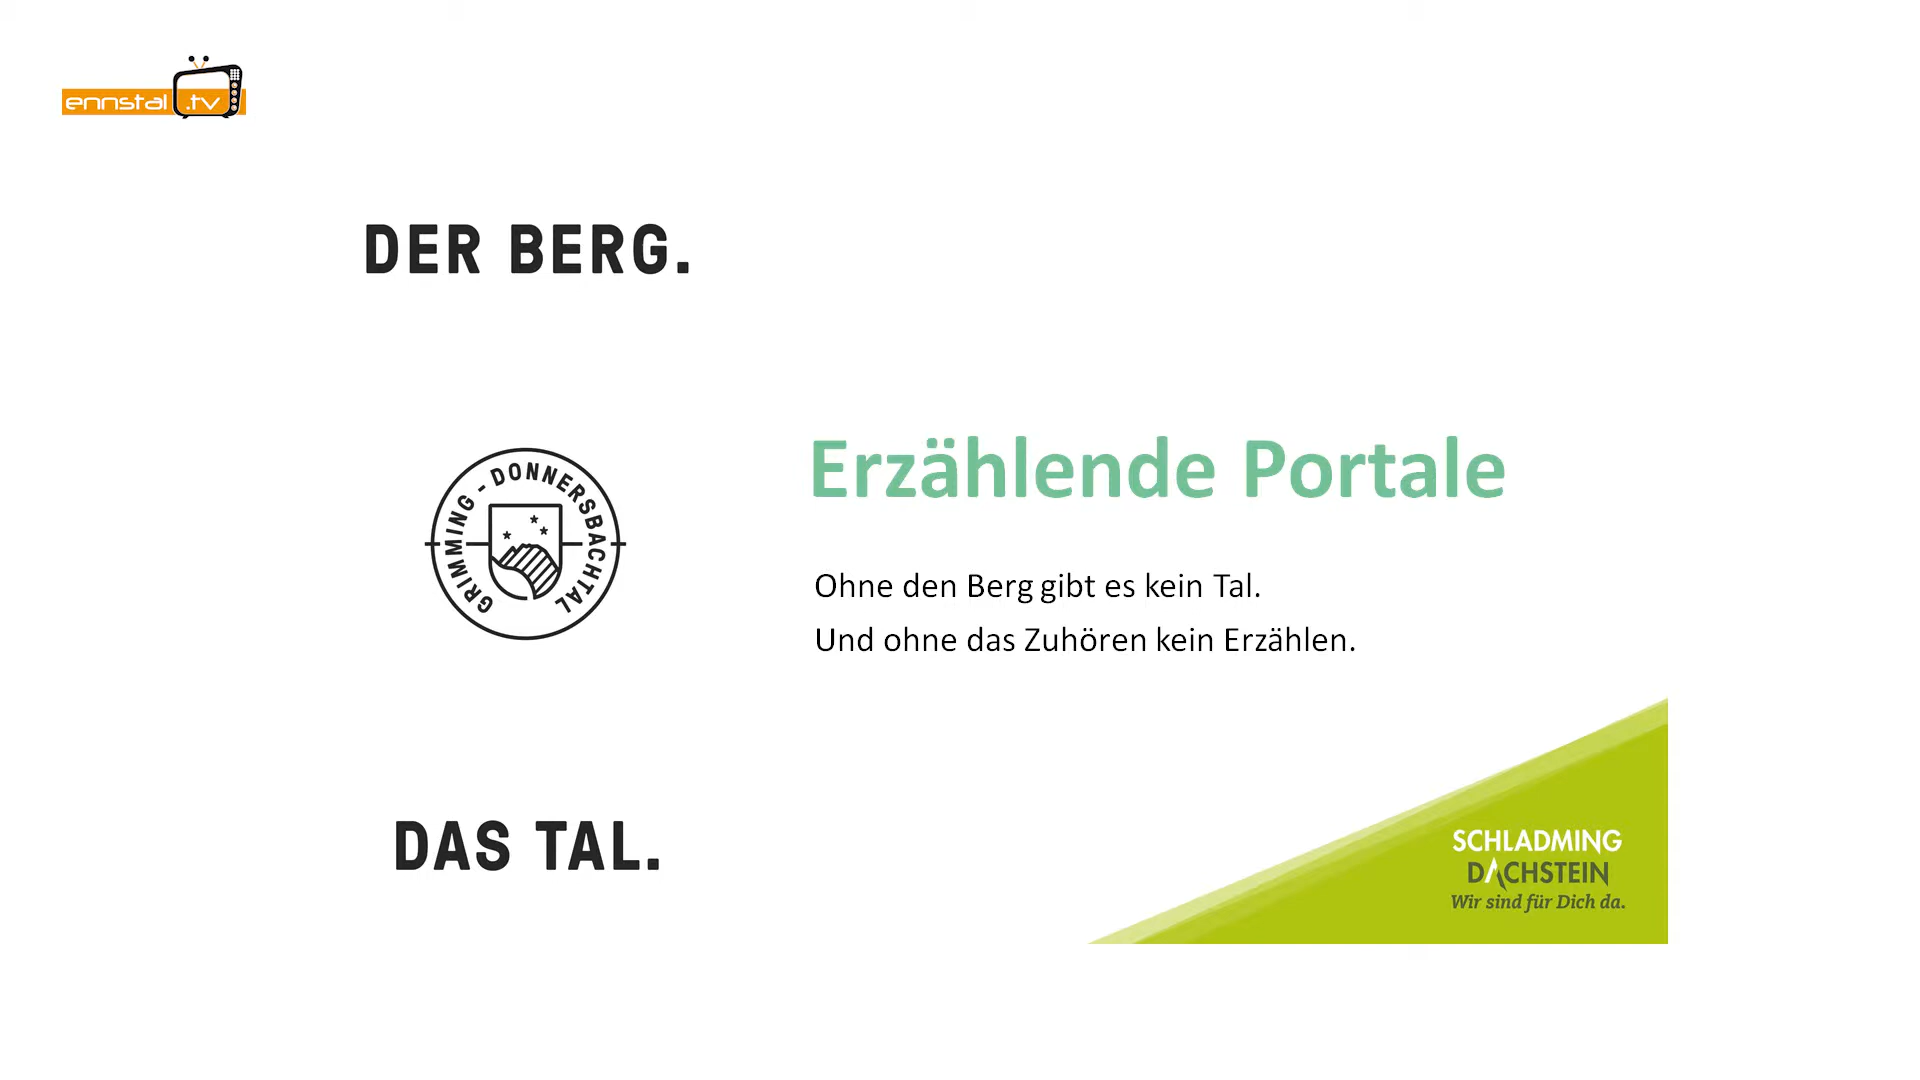 ennstal .tv
DER BERG.
GRIMMING - DONNERSBACHTAL
DAS TAL.
Erzählende Portale
Ohne den Berg gibt es kein Tal.
Und ohne das Zuhören kein Erzählen.
SCHLADMING
DACHSTEIN
Wir sind für Dich da.